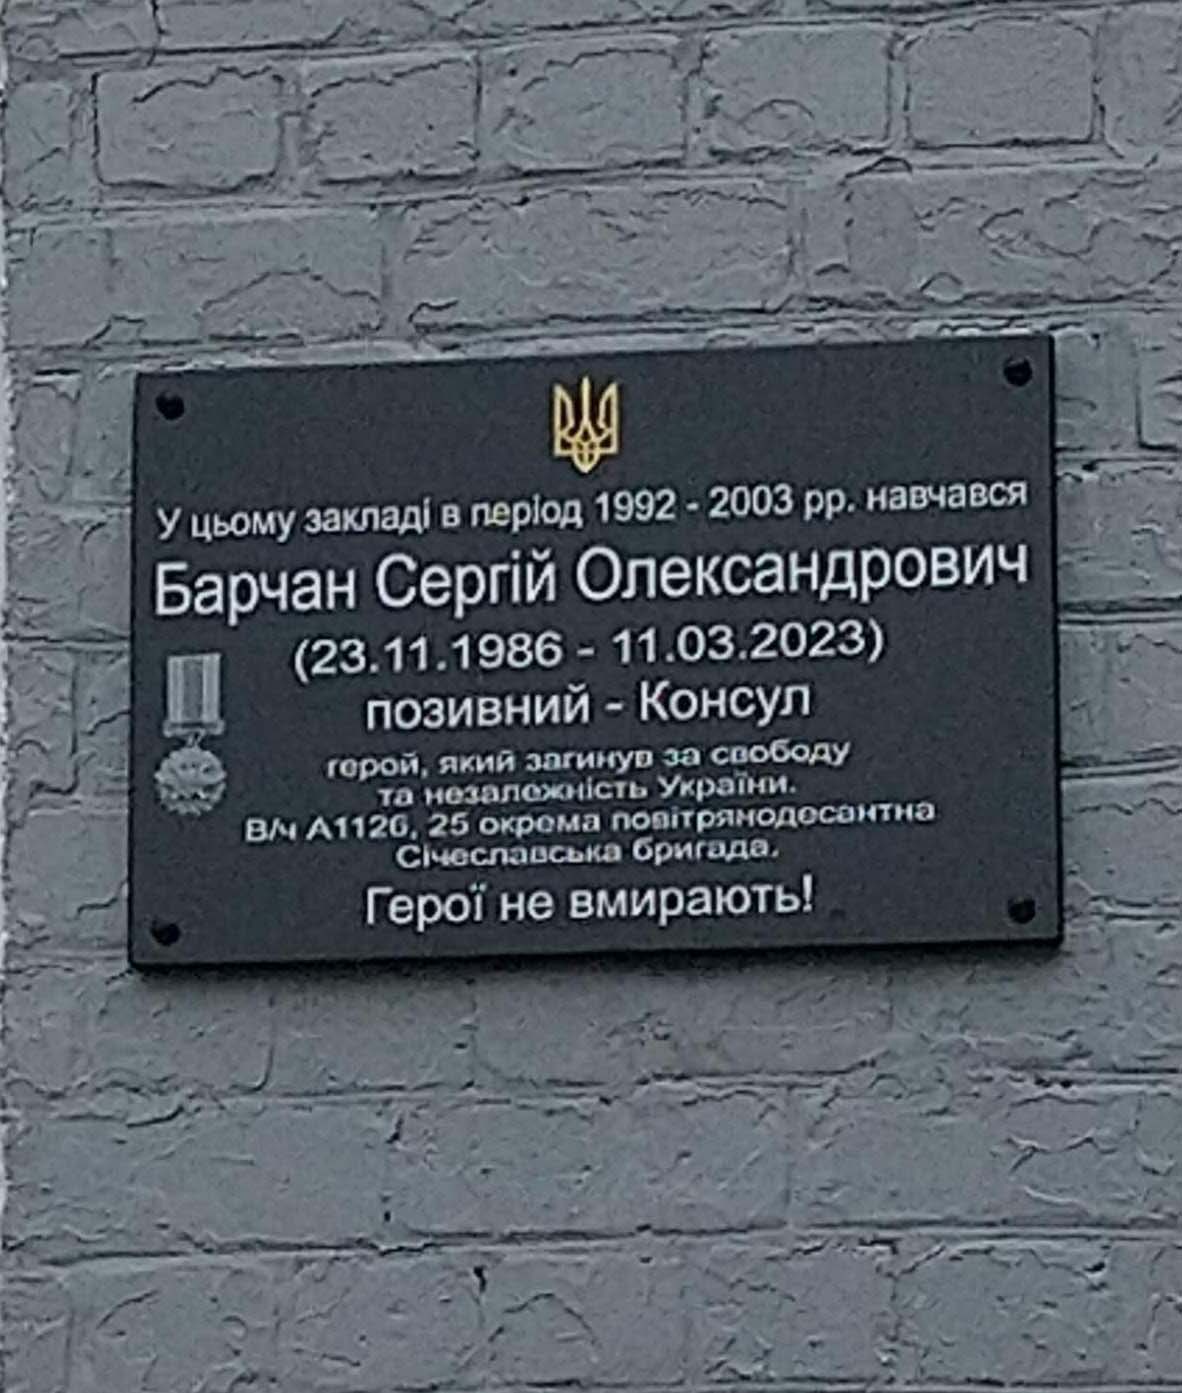 У цьому закладі в період 1992 - 2003 рр. навчався
Барчан Сергій Олександрович
(23.11.1986 - 11.03.2023)
позивний - Консул
герой, який загинув за свободу
та незалежність України.
В/ч А1126, 25 окрема повітрянодесантна
Січеславська бригада.
Герої не вмирають!